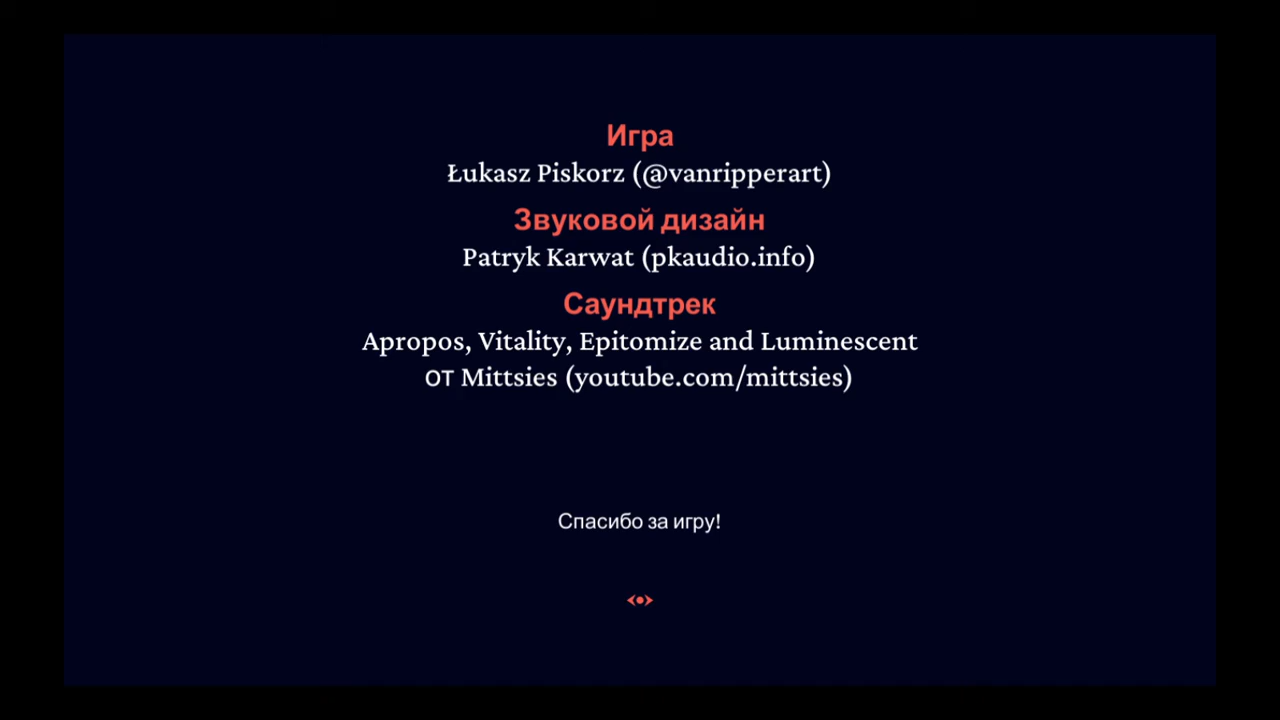 Игра
Łukasz Piskorz (@vanripperart)
Звуковой дизайн
Patryk Karwat (pkaudio.info)
Саундтрек
Apropos, Vitality, Epitomize and Luminescent
от Mittsies (youtube.com/mittsies)
Спасибо за игру!